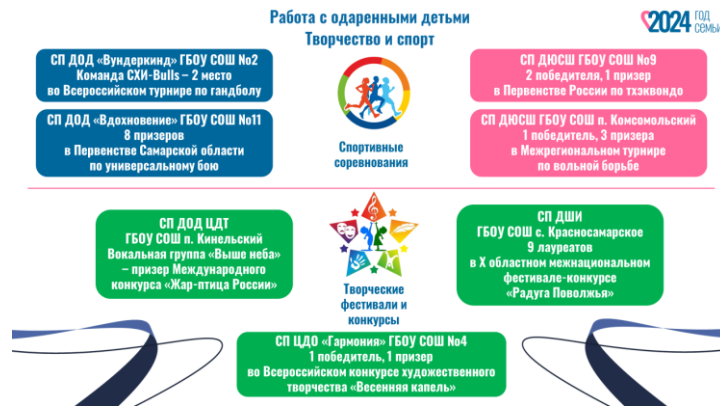 Работа с одаренными детьми
Творчество и спорт
2024 ГОД
СЕМЬИ
СП ДОД «Вундеркинд» ГБОУ СОШ №2
Команда СХИ-Bulls – 2 место
во Всероссийском турнире по гандболу
СП ДОД «Вдохновение» ГБОУ СОШ №11
8 призеров
в Первенстве Самарской области
по универсальному бою
Спортивные
соревнования
СП ДЮСШ ГБОУ СОШ №9
2 победителя, 1 призер
в Первенстве России по тхэквондо
СП ДЮСШ ГБОУ СОШ п. Комсомольский
1 победитель, 3 призера
в Межрегиональном турнире
по вольной борьбе
СП ДОД ЦДТ
ГБОУ СОШ п. Кинельский
Вокальная группа «Выше неба»
– призер Международного
конкурса «Жар-птица России»
Творческие
фестивали и
конкурсы
СП ДШИ
ГБОУ СОШ с. Красносамарское
9 лауреатов
в X областном межнациональном
фестивале-конкурсе
«Радуга Поволжья»
СП ЦДО «Гармония» ГБОУ СОШ №4
1 победитель, 1 призер
во Всероссийском конкурсе художественного
творчества «Весенняя капель»